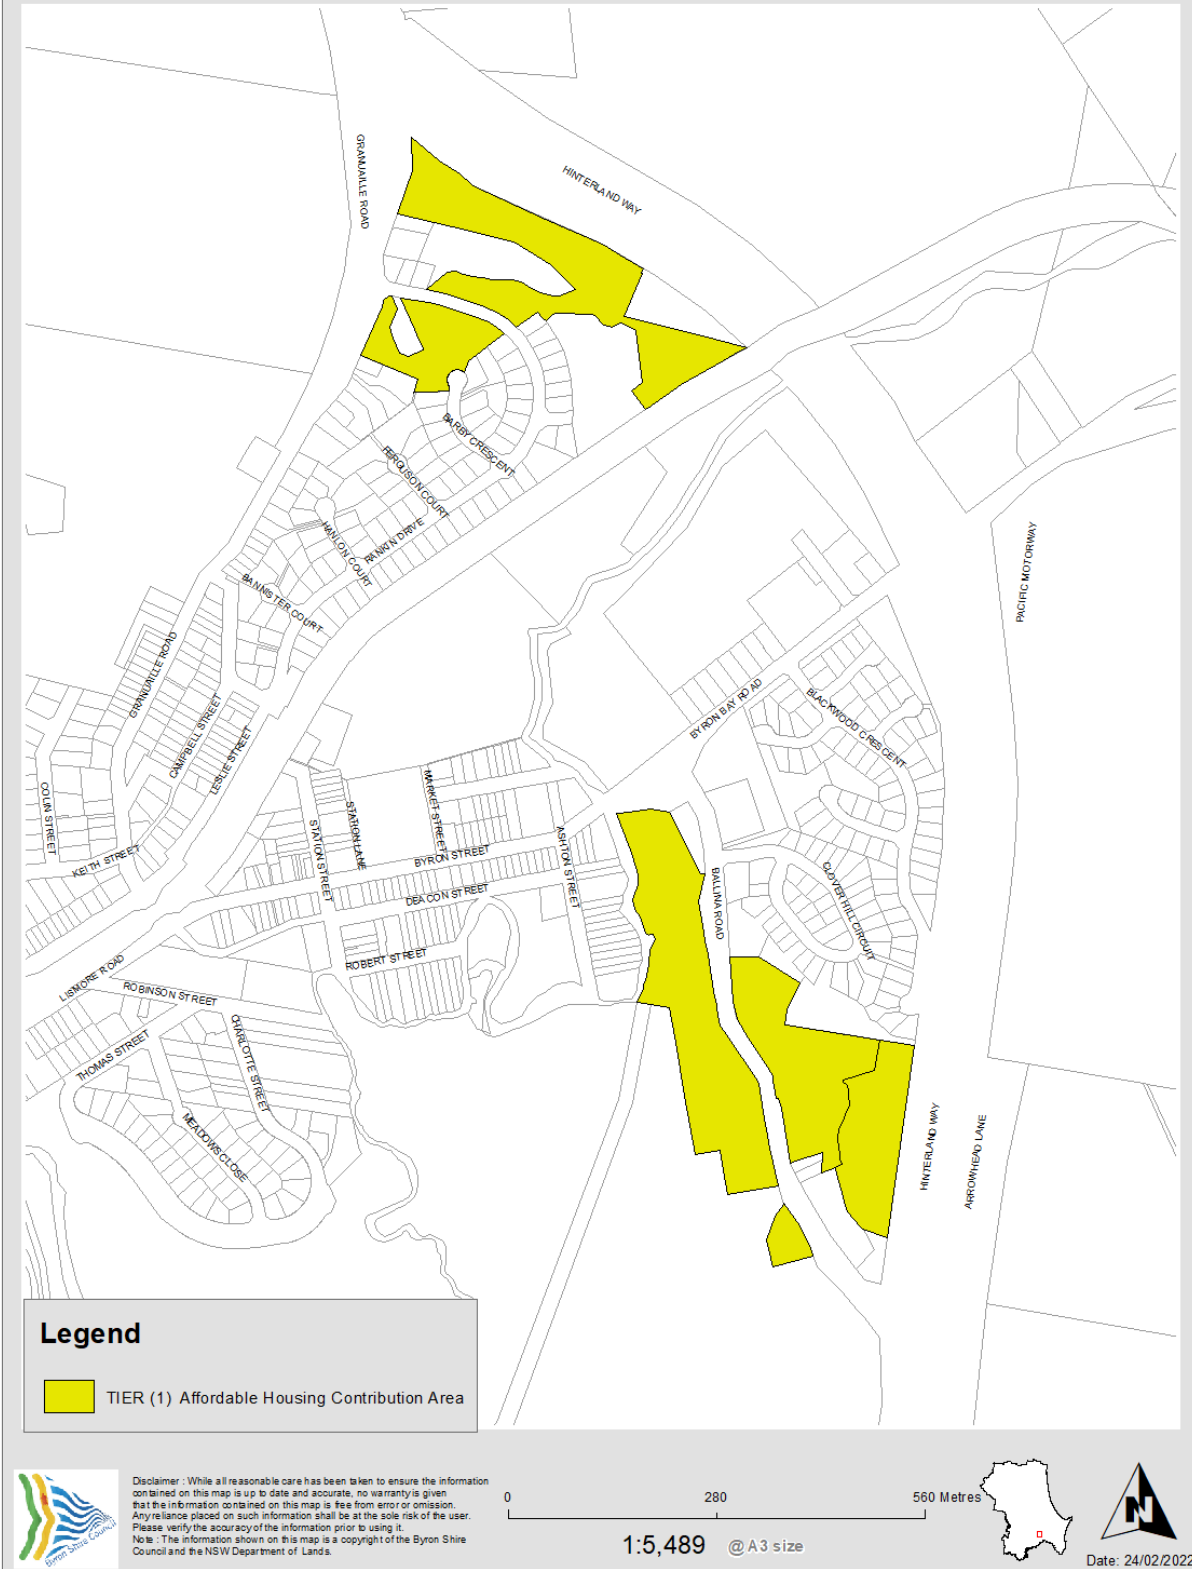 GRANUAILLE ROAD
HINTERLAND WAY
BARBY CRESCENT
FERGUSON COURT
RANKIN DRIVE
HANLON COURT
BANNISTER COURT
PACIFIC MOTORWAY
GRANUAILLE ROAD
CAMPBELL STREET
LESLIE STREET
BYRON BAY ROAD
BLACKWOOD CRESCENT
COLIN STREET
KEITH STREET
STATION STREET
STATION LANE
MARKET STREET
BYRON STREET
DEACON STREET
ASHTON STREET
BALLINA ROAD
CLOVER HILL CIRCUIT
ROBERT STREET
LISMORE ROAD
ROBINSON STREET
THOMAS STREET
CHARLOTTE STREET
MEADOWS CLOSE
HINTERLAND WAY
ARROWHEAD LANE
Legend
TIER (1) Affordable Housing Contribution Area
Byron Shire Council
Disclaimer : While all reasonable care has been taken to ensure the information
contained on this map is up to date and accurate, no warranty is given
that the information contained on this map is free from error or omission.
Any reliance placed on such information shall be at the sole risk of the user.
Please verify the accuracy of the information prior to using it.
Note : The information shown on this map is a copyright of the Byron Shire
Council and the NSW Department of Lands.
0 280 560 Metres
1:5,489 @ A3 size
N
Date: 24/02/2022